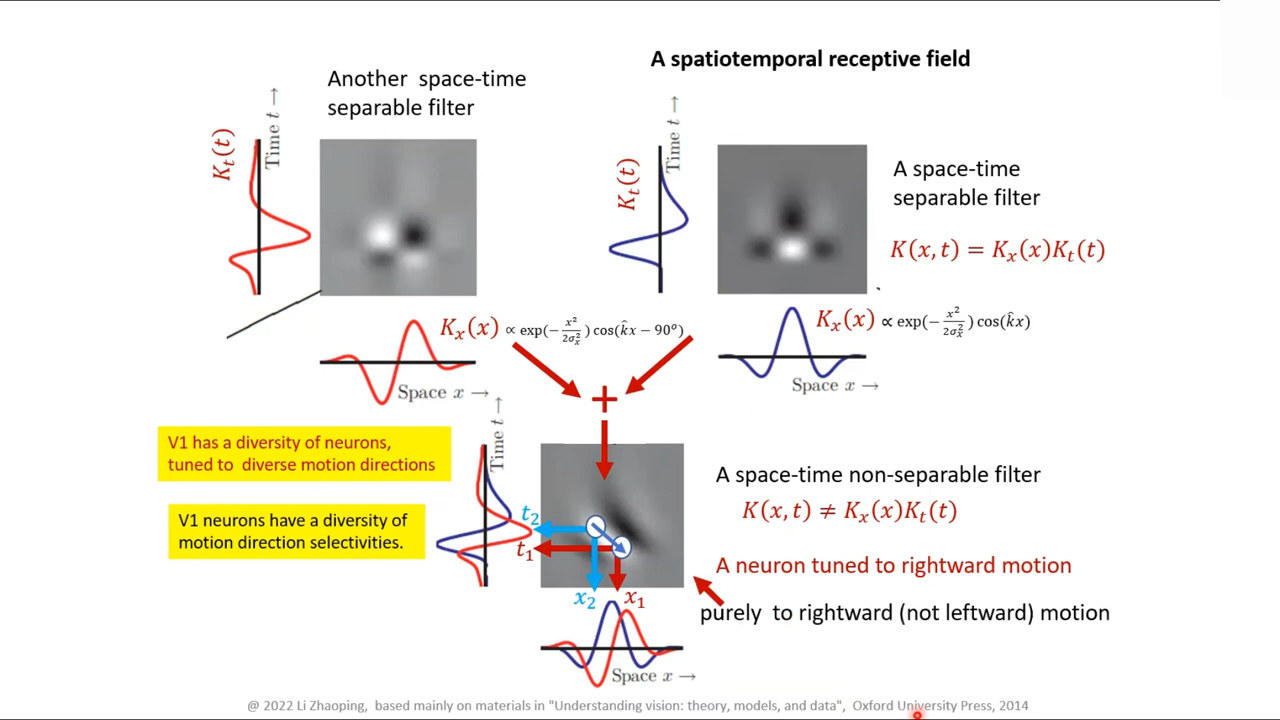 A spatiotemporal receptive field
Another space-time
separable filter
K_t(t)
Time t →
K_t(t)
Time t →
A space-time
separable filter
K(x, t) = K_x(x)K_t(t)
K_x(x) ∝ exp(−x²/2σ_x²) cos(k̂x − 90°)
K_x(x) ∝ exp(−x²/2σ_x²) cos(k̂x)
Space x →
Space x →
+
Time t →
V1 has a diversity of neurons,
tuned to diverse motion directions
V1 neurons have a diversity of
motion direction selectivities.
t_2
t_1
x_2
x_1
A space-time non-separable filter
K(x, t) ≠ K_x(x)K_t(t)
A neuron tuned to rightward motion
purely to rightward (not leftward) motion
Space x →
@ 2022 Li Zhaoping, based mainly on materials in "Understanding vision: theory, models, and data", Oxford University Press, 2014